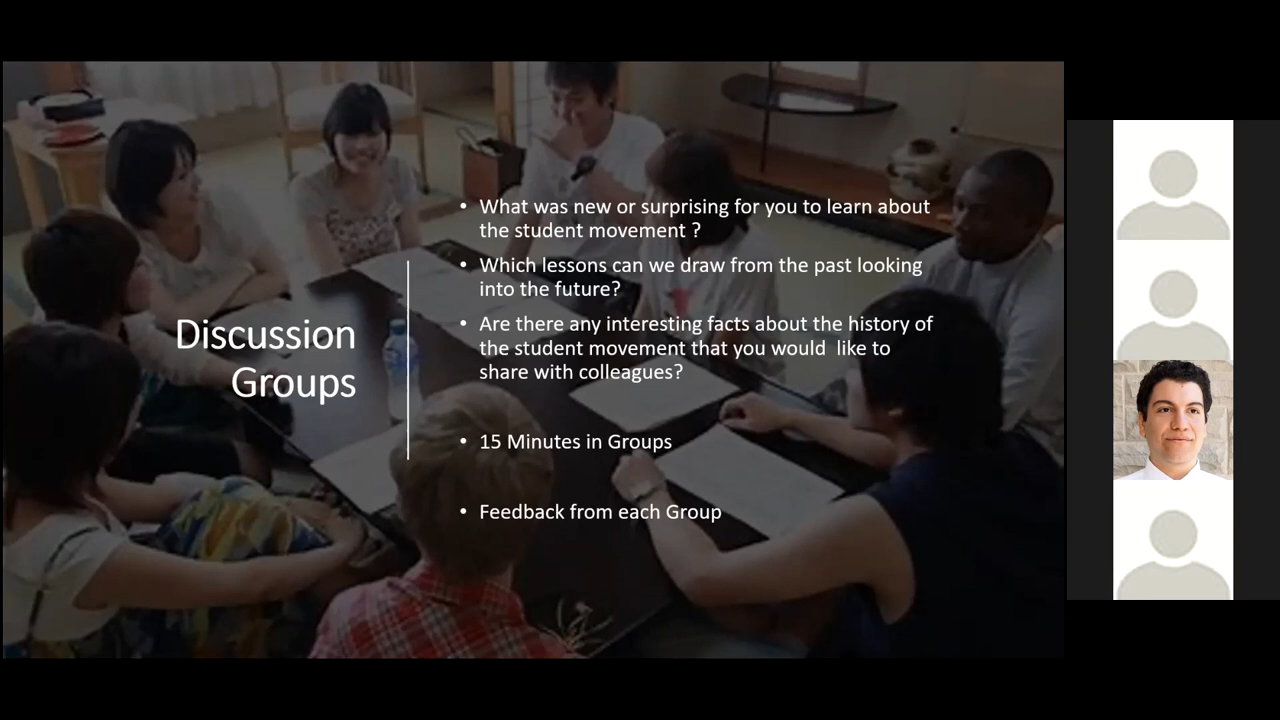 Discussion
Groups
• What was new or surprising for you to learn about
the student movement ?
• Which lessons can we draw from the past looking
into the future?
• Are there any interesting facts about the history of
the student movement that you would  like to
share with colleagues?
• 15 Minutes in Groups
• Feedback from each Group